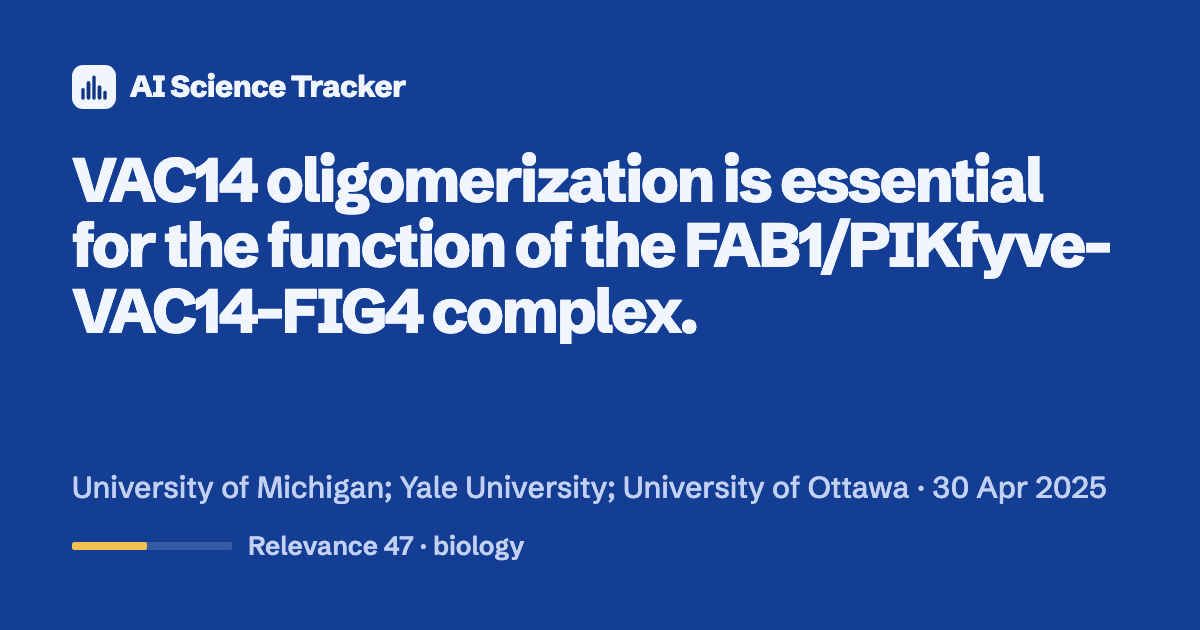 AI Science Tracker
VAC14 oligomerization is essential
for the function of the FAB1/PIKfyve-
VAC14-FIG4 complex.
University of Michigan; Yale University; University of Ottawa · 30 Apr 2025
Relevance 47 · biology